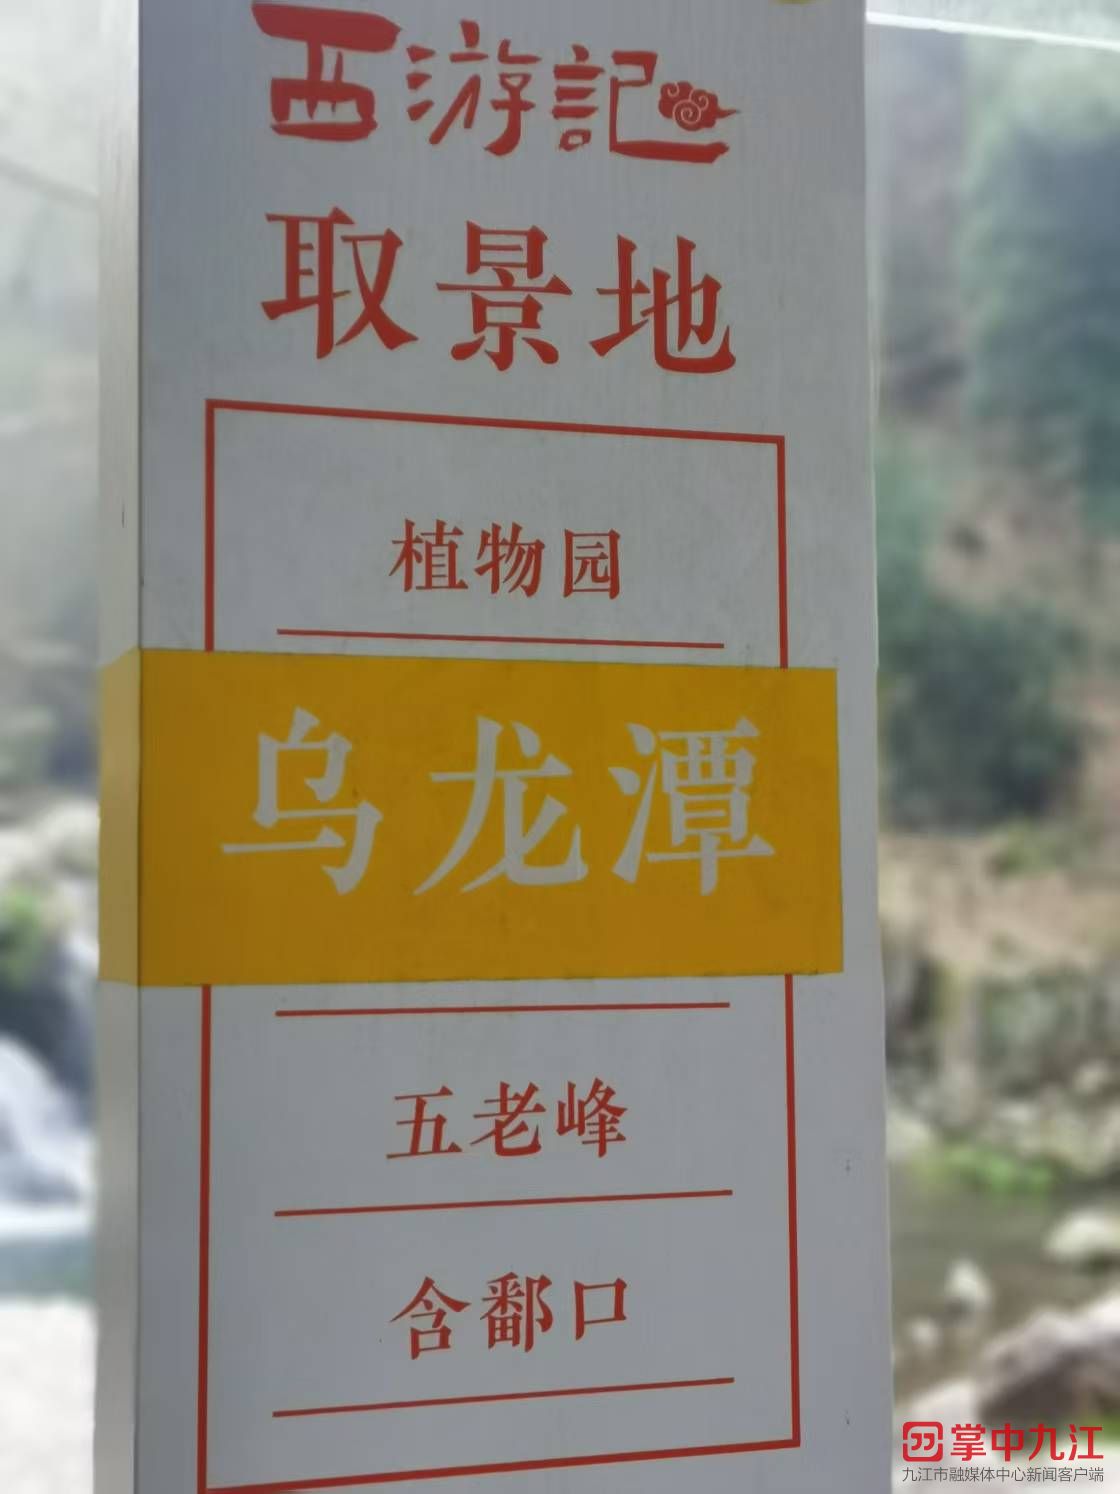 西游記
取景地
植物园
乌龙潭
五老峰
含鄱口
掌中九江
九江市融媒体中心新闻客户端